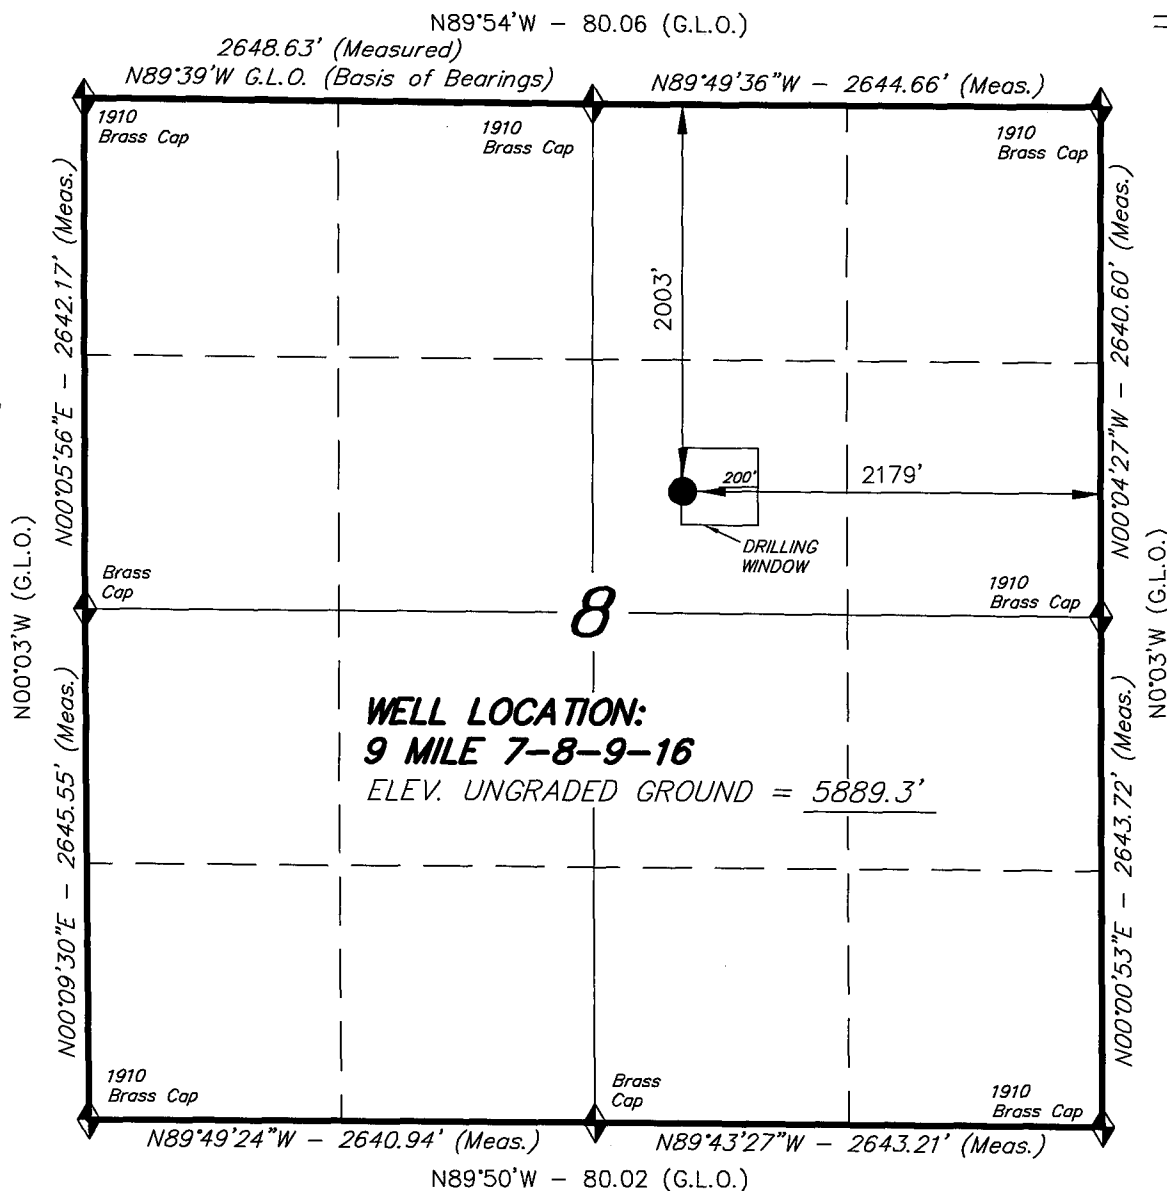 N89°54'W - 80.06 (G.L.O.)
2648.63' (Measured)
N89°39'W G.L.O. (Basis of Bearings)
N89°49'36"W - 2644.66' (Meas.)
1910
Brass Cap
1910
Brass Cap
1910
Brass Cap
N00°05'56"E - 2642.17' (Meas.)
2003'
N00°04'27"W - 2640.60' (Meas.)
200'
2179'
DRILLING
WINDOW
N00°03'W (G.L.O.)
N0°03'W (G.L.O.)
Brass
Cap
1910
Brass Cap
8
WELL LOCATION:
9 MILE 7-8-9-16
ELEV. UNGRADED GROUND = 5889.3'
N00°09'30"E - 2645.55' (Meas.)
N00°00'53"E - 2643.72' (Meas.)
1910
Brass Cap
Brass
Cap
1910
Brass Cap
N89°49'24"W - 2640.94' (Meas.)
N89°43'27"W - 2643.21' (Meas.)
N89°50'W - 80.02 (G.L.O.)